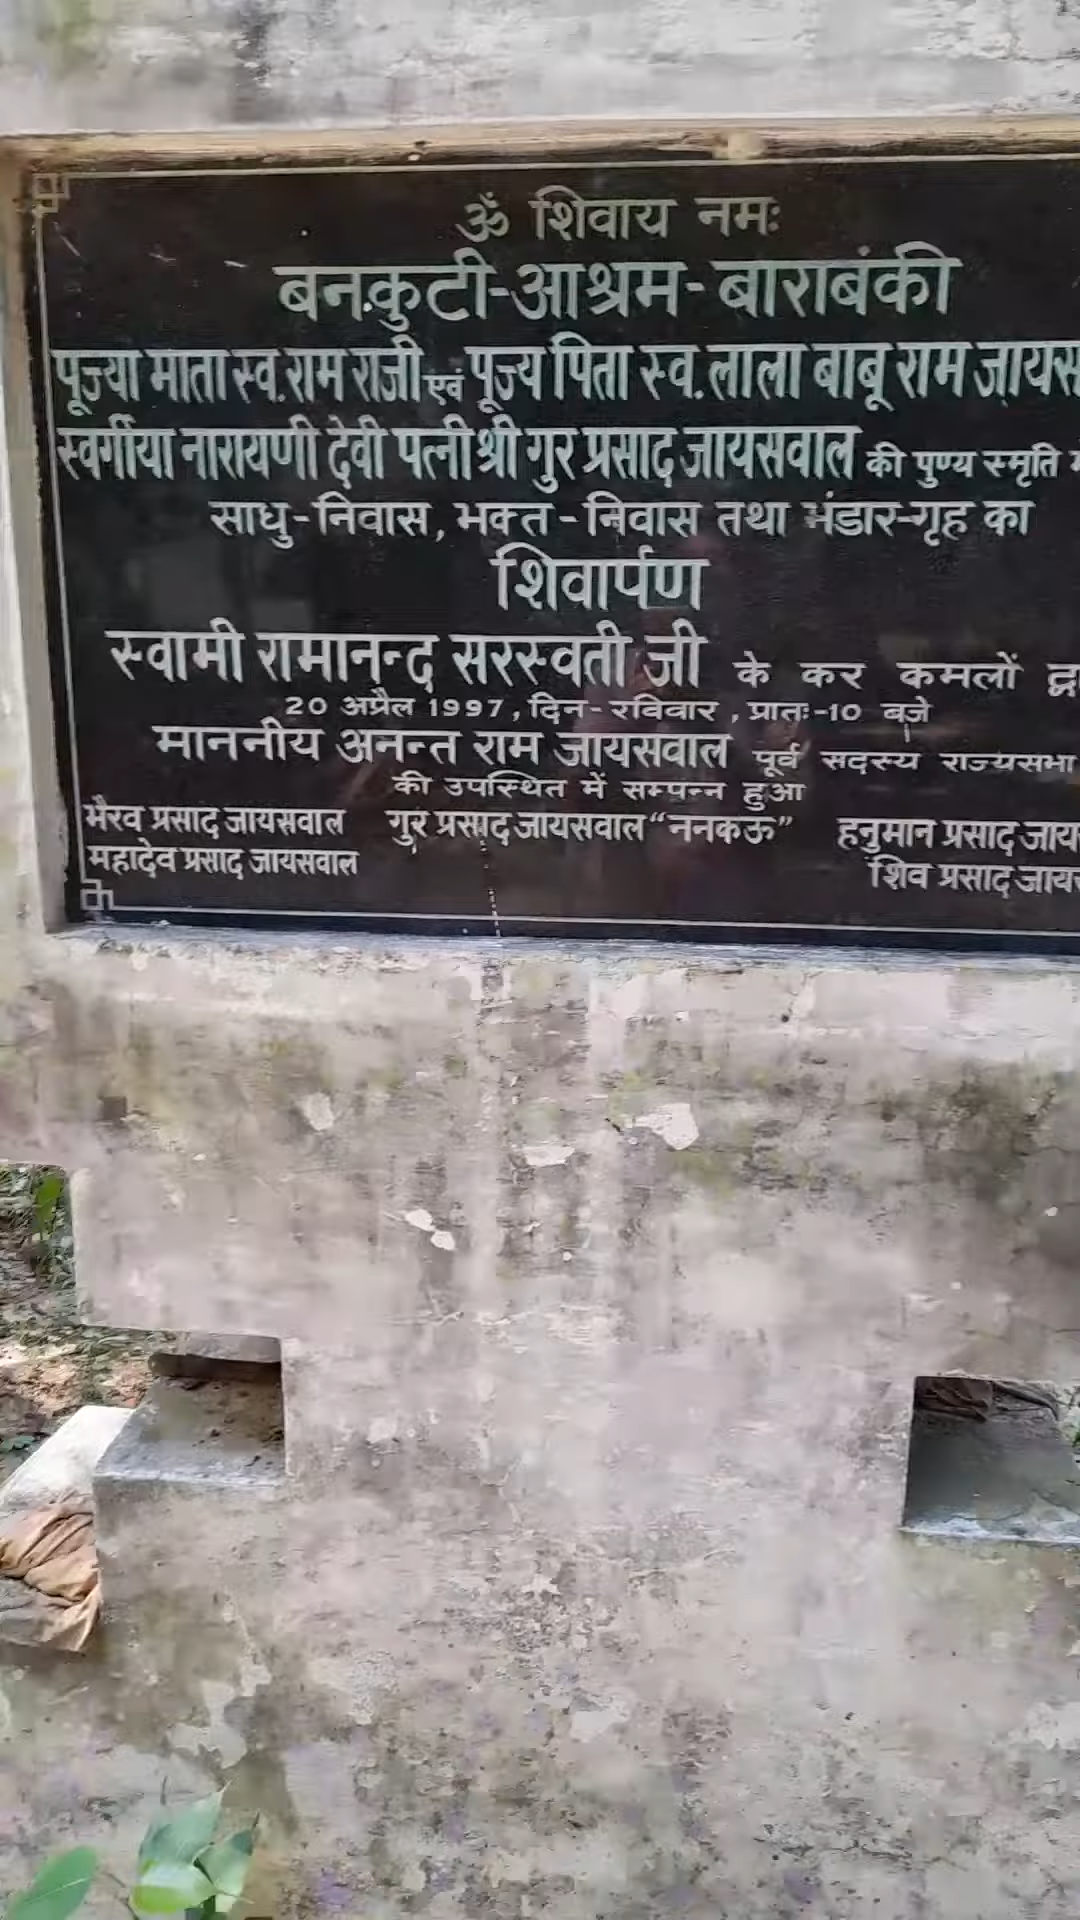 ॐ शिवाय नमः
बनकुटी-आश्रम-बाराबंकी
पूज्या माता स्व. राम राजी एवं पूज्य पिता स्व. लाला बाबू राम जायस
स्वर्गीया नारायणी देवी पत्नी श्री गुर प्रसाद जायसवाल की पुण्य स्मृति
साधु-निवास, भक्त-निवास तथा भंडार-गृह का
शिवार्पण
स्वामी रामानन्द सरस्वती जी के कर कमलों
20 अप्रैल 1997, दिन-रविवार, प्रातः-10 बजे
माननीय अनन्त राम जायसवाल पूर्व सदस्य राज्यसभा
की उपस्थित में सम्पन्न हुआ
भैरव प्रसाद जायसवाल गुर प्रसाद जायसवाल "ननकऊ" हनुमान प्रसाद जाय
महादेव प्रसाद जायसवाल शिव प्रसाद जाय